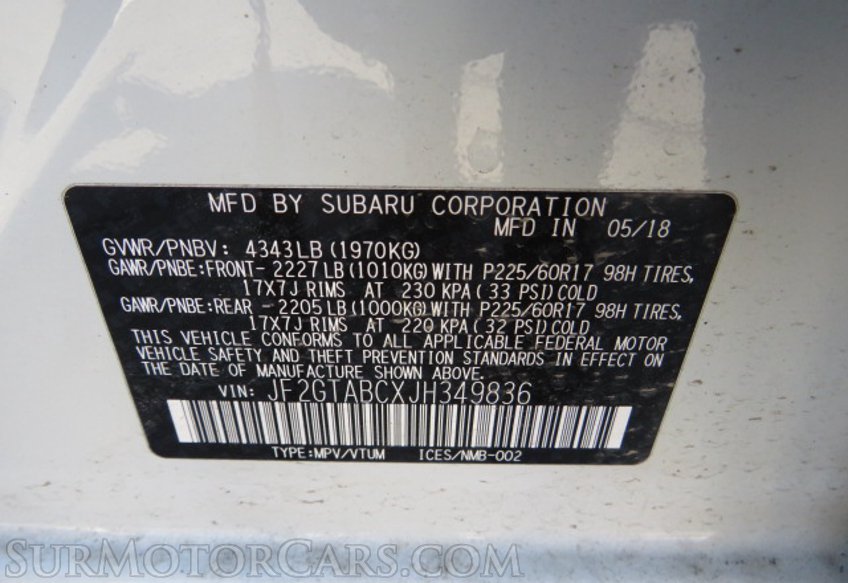 MFD BY SUBARU CORPORATION
MFD IN 05/18
GVWR/PNBV: 4343LB (1970KG)
GAWR/PNBE:FRONT- 2227LB (1010KG) WITH P225/60R17 98H TIRES,
17X7J RIMS AT 230 KPA (33 PSI) COLD
GAWR/PNBE:REAR - 2205LB (1000KG) WITH P225/60R17 98H TIRES,
17X7J RIMS AT 220 KPA (32 PSI) COLD
THIS VEHICLE CONFORMS TO ALL APPLICABLE FEDERAL MOTOR
VEHICLE SAFETY AND THEFT PREVENTION STANDARDS IN EFFECT ON
THE DATE OF MANUFACTURE SHOWN ABOVE.
VIN: JF2GTABCXJH349836
TYPE:MPV/VTUM ICES/NMB-002
SurMotorCars.com